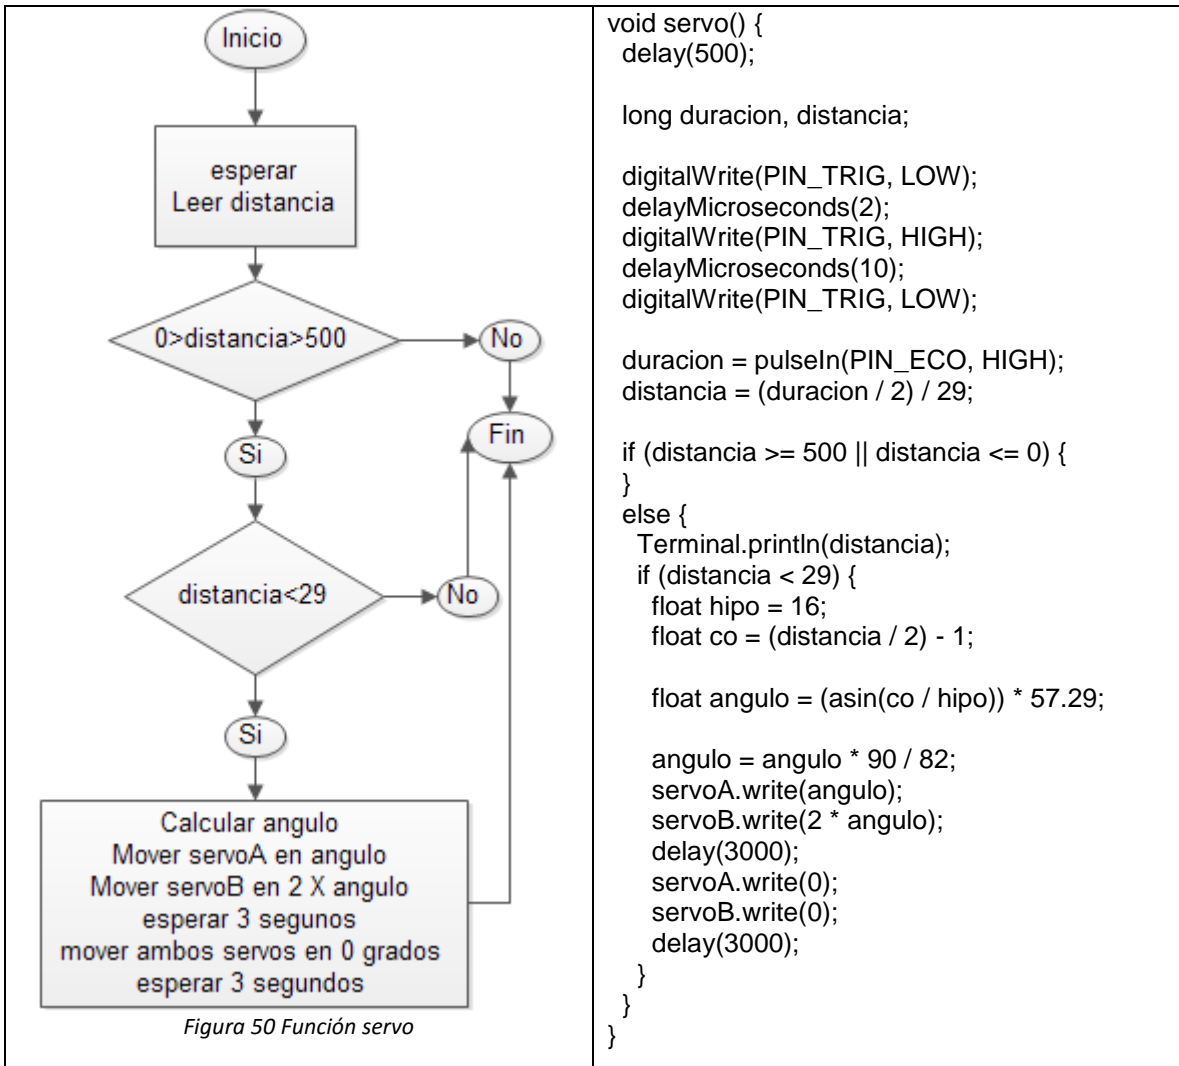 Inicio
esperar
Leer distancia
0>distancia>500
No
Fin
Si
distancia<29
No
Si
Calcular angulo
Mover servoA en angulo
Mover servoB en 2 X angulo
esperar 3 segunos
mover ambos servos en 0 grados
esperar 3 segundos
Figura 50 Función servo
void servo() {
delay(500);
long duracion, distancia;
digitalWrite(PIN_TRIG, LOW);
delayMicroseconds(2);
digitalWrite(PIN_TRIG, HIGH);
delayMicroseconds(10);
digitalWrite(PIN_TRIG, LOW);
duracion = pulseIn(PIN_ECO, HIGH);
distancia = (duracion / 2) / 29;
if (distancia >= 500 || distancia <= 0) {
}
else {
Terminal.println(distancia);
if (distancia < 29) {
float hipo = 16;
float co = (distancia / 2) - 1;
float angulo = (asin(co / hipo)) * 57.29;
angulo = angulo * 90 / 82;
servoA.write(angulo);
servoB.write(2 * angulo);
delay(3000);
servoA.write(0);
servoB.write(0);
delay(3000);
}
}
}